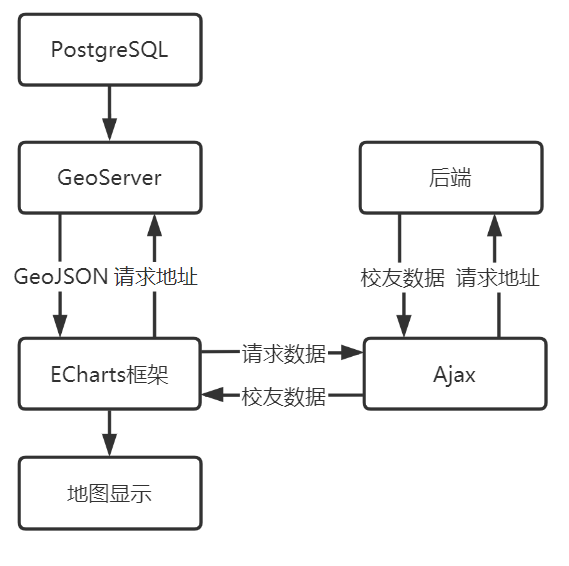 PostgreSQL
GeoServer
后端
GeoJSON 请求地址
校友数据 请求地址
请求数据
ECharts框架
Ajax
校友数据
地图显示